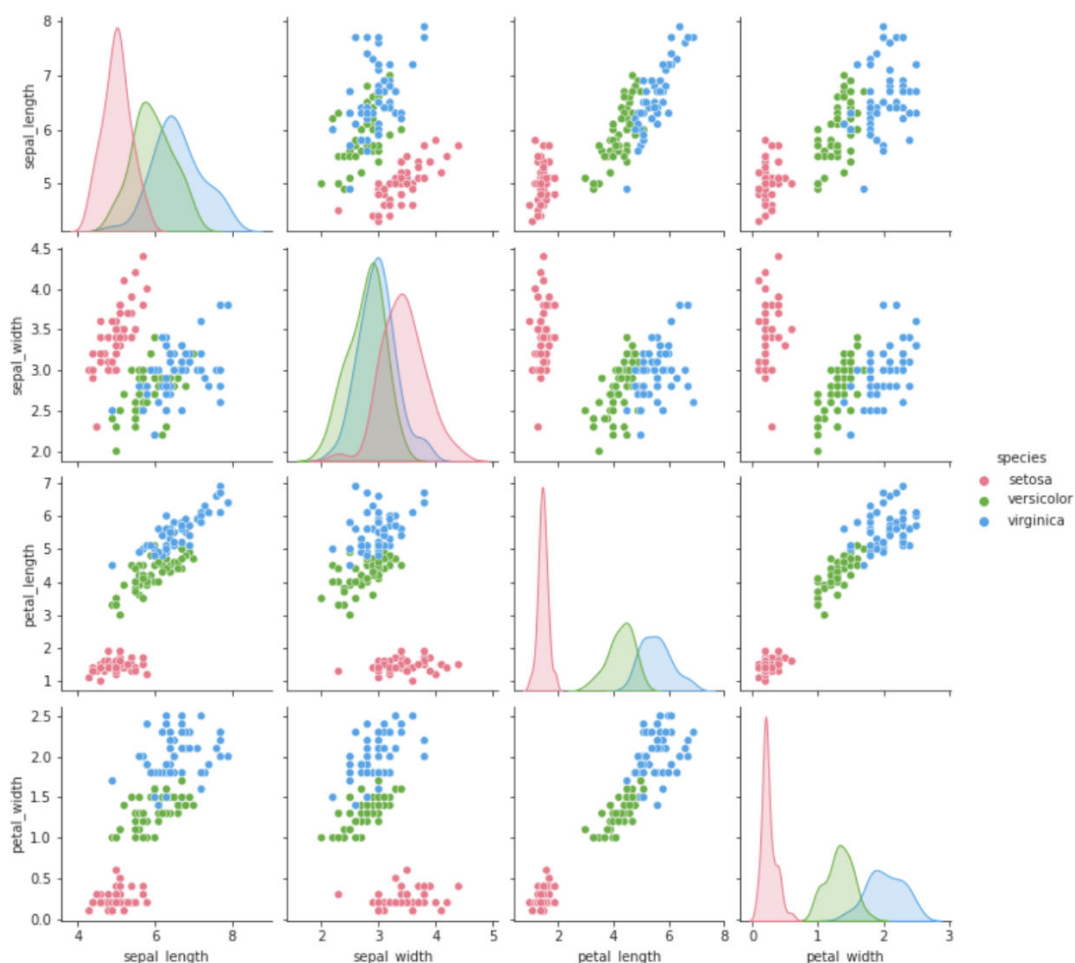 8
7
6
5
sepal_length
4.5
4.0
3.5
3.0
2.5
2.0
sepal_width
species
setosa
versicolor
virginica
7
6
5
4
3
2
1
petal_length
2.5
2.0
1.5
1.0
0.5
0.0
petal_width
4 6 8 2 3 4 5 2 4 6 8 0 1 2 3
sepal_length sepal_width petal_length petal_width